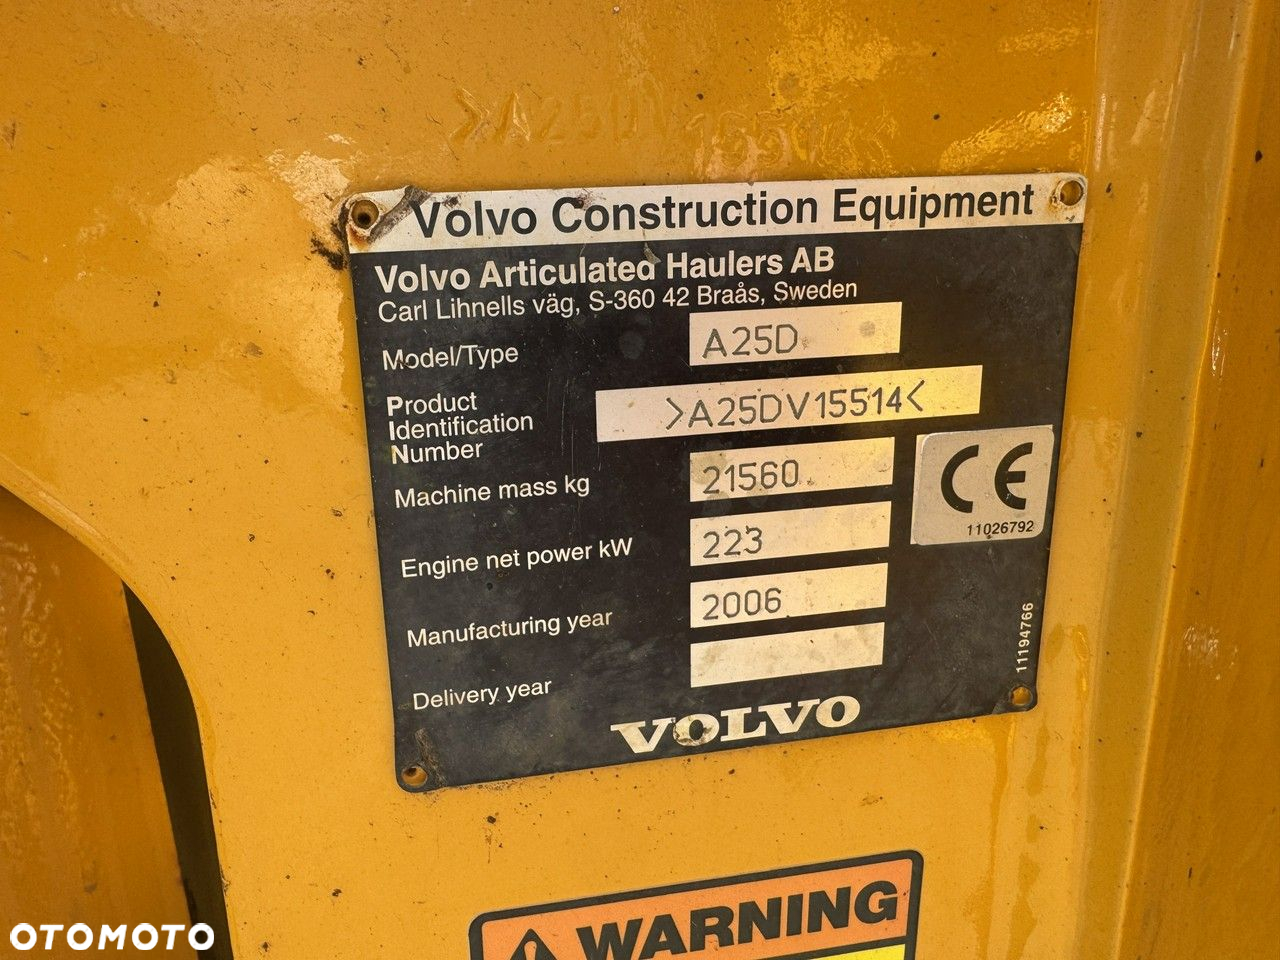 Volvo Construction Equipment
Volvo Articulated Haulers AB
Carl Lihnells väg, S-360 42 Braås, Sweden
Model/Type A25D
Product
Identification
Number >A25DV15514<
Machine mass kg 21560
Engine net power kW 223
Manufacturing year 2006
Delivery year
CE
11026792
11194766
VOLVO
WARNING
OTOMOTO